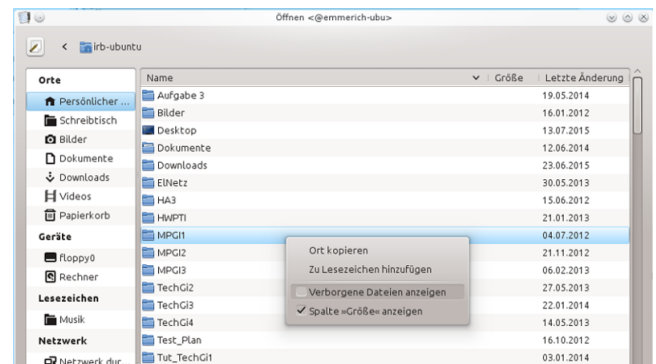 Öffnen <@emmerich-ubu>
irb-ubuntu
Orte
Persönlicher ...
Schreibtisch
Bilder
Dokumente
Downloads
Videos
Papierkorb
Geräte
floppy0
Rechner
Lesezeichen
Musik
Netzwerk
Netzwerk dur...
Name Größe Letzte Änderung
Aufgabe 3 19.05.2014
Bilder 16.01.2012
Desktop 13.07.2015
Dokumente 12.06.2014
Downloads 23.06.2015
ElNetz 30.05.2013
HA3 15.06.2012
HWPTI 21.01.2013
MPGI1 04.07.2012
MPGI2 21.11.2012
MPGI3 06.02.2013
TechGi2 27.05.2013
TechGi3 22.01.2014
TechGi4 14.05.2013
Test_Plan 16.10.2012
Tut_TechGi1 03.01.2014
Ort kopieren
Zu Lesezeichen hinzufügen
Verborgene Dateien anzeigen
Spalte »Größe« anzeigen